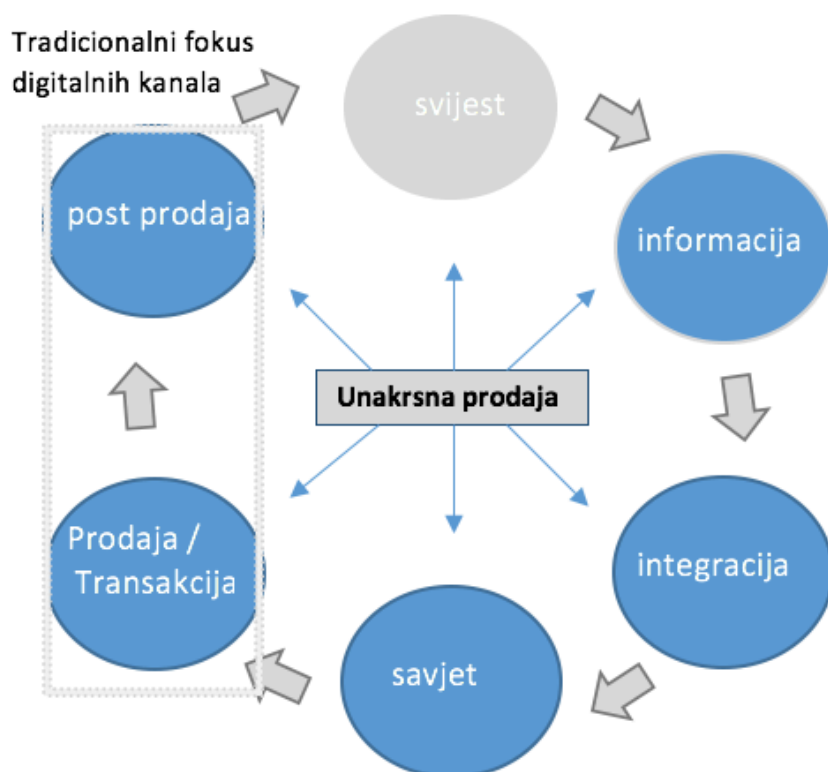 Tradicionalni fokus
digitalnih kanala
svijest
post prodaja
informacija
Unakrsna prodaja
Prodaja /
Transakcija
integracija
savjet